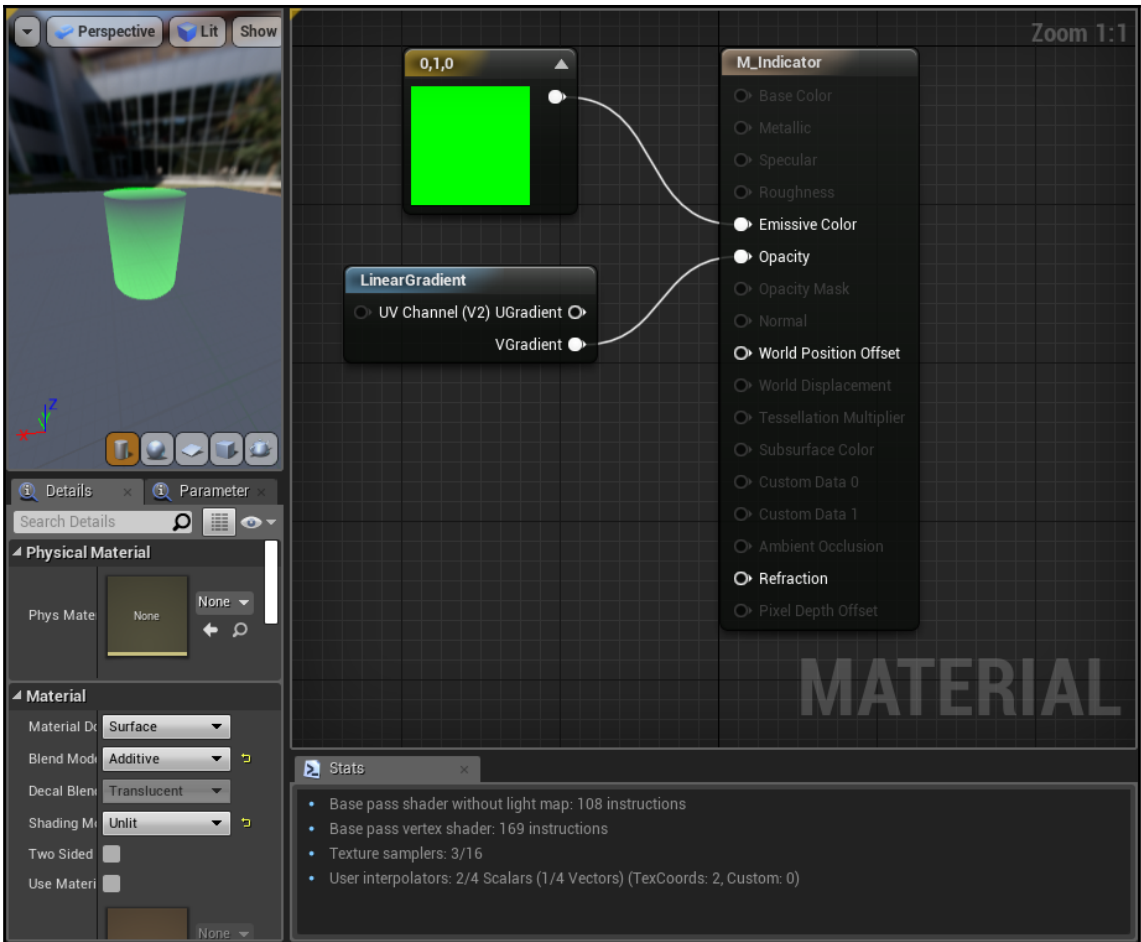 Perspective
Lit
Show
Zoom 1:1
0,1,0
M_Indicator
Base Color
Metallic
Specular
Roughness
Emissive Color
Opacity
Opacity Mask
Normal
World Position Offset
World Displacement
Tessellation Multiplier
Subsurface Color
Custom Data 0
Custom Data 1
Ambient Occlusion
Refraction
Pixel Depth Offset
LinearGradient
UV Channel (V2) UGradient
VGradient
MATERIAL
Z
Details
Parameter
Search Details
Physical Material
Phys Mate
None
None
Material
Material Do
Surface
Blend Mode
Additive
Decal Blen
Translucent
Shading Mo
Unlit
Two Sided
Use Materi
None
Stats
Base pass shader without light map: 108 instructions
Base pass vertex shader: 169 instructions
Texture samplers: 3/16
User interpolators: 2/4 Scalars (1/4 Vectors) (TexCoords: 2, Custom: 0)